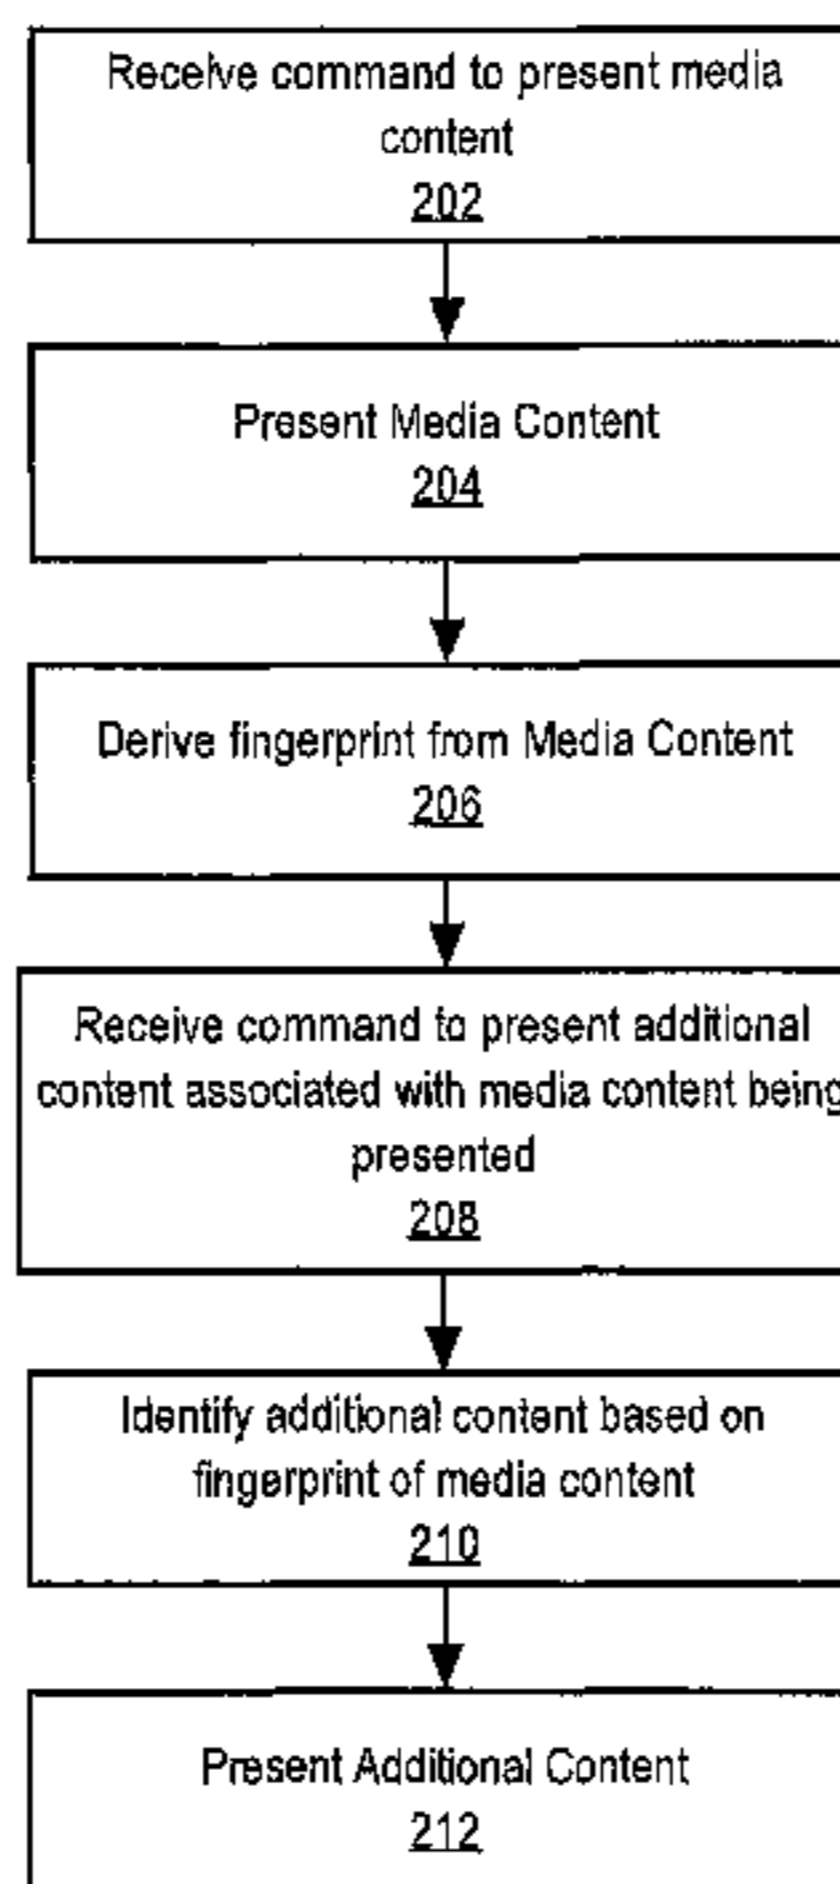 Receive command to present media
content
202
Present Media Content
204
Derive fingerprint from Media Content
206
Receive command to present additional
content associated with media content being
presented
208
Identify additional content based on
fingerprint of media content
210
Present Additional Content
212